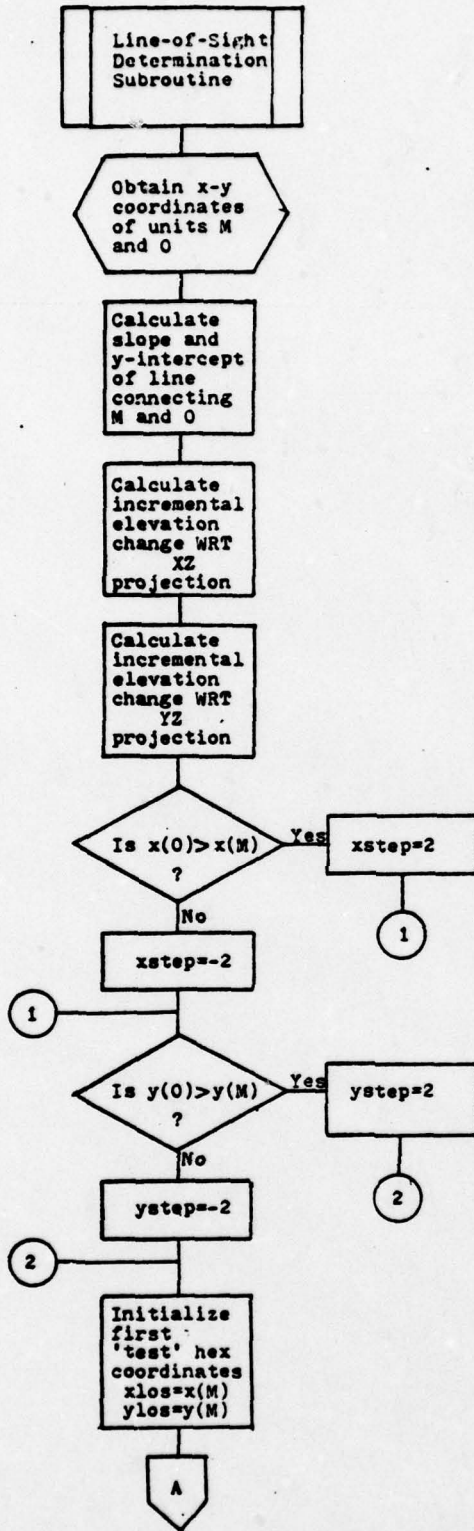 Line-of-Sight
Determination
Subroutine
Obtain x-y
coordinates
of units M
and O
Calculate
slope and
y-intercept
of line
connecting
M and O
Calculate
incremental
elevation
change WRT
XZ
projection
Calculate
incremental
elevation
change WRT
YZ
projection
Is x(O)>x(M)
?
Yes
xstep=2
1
No
xstep=-2
1
Is y(O)>y(M)
?
Yes
ystep=2
2
No
ystep=-2
2
Initialize
first
'test' hex
coordinates
xlos=x(M)
ylos=y(M)
A